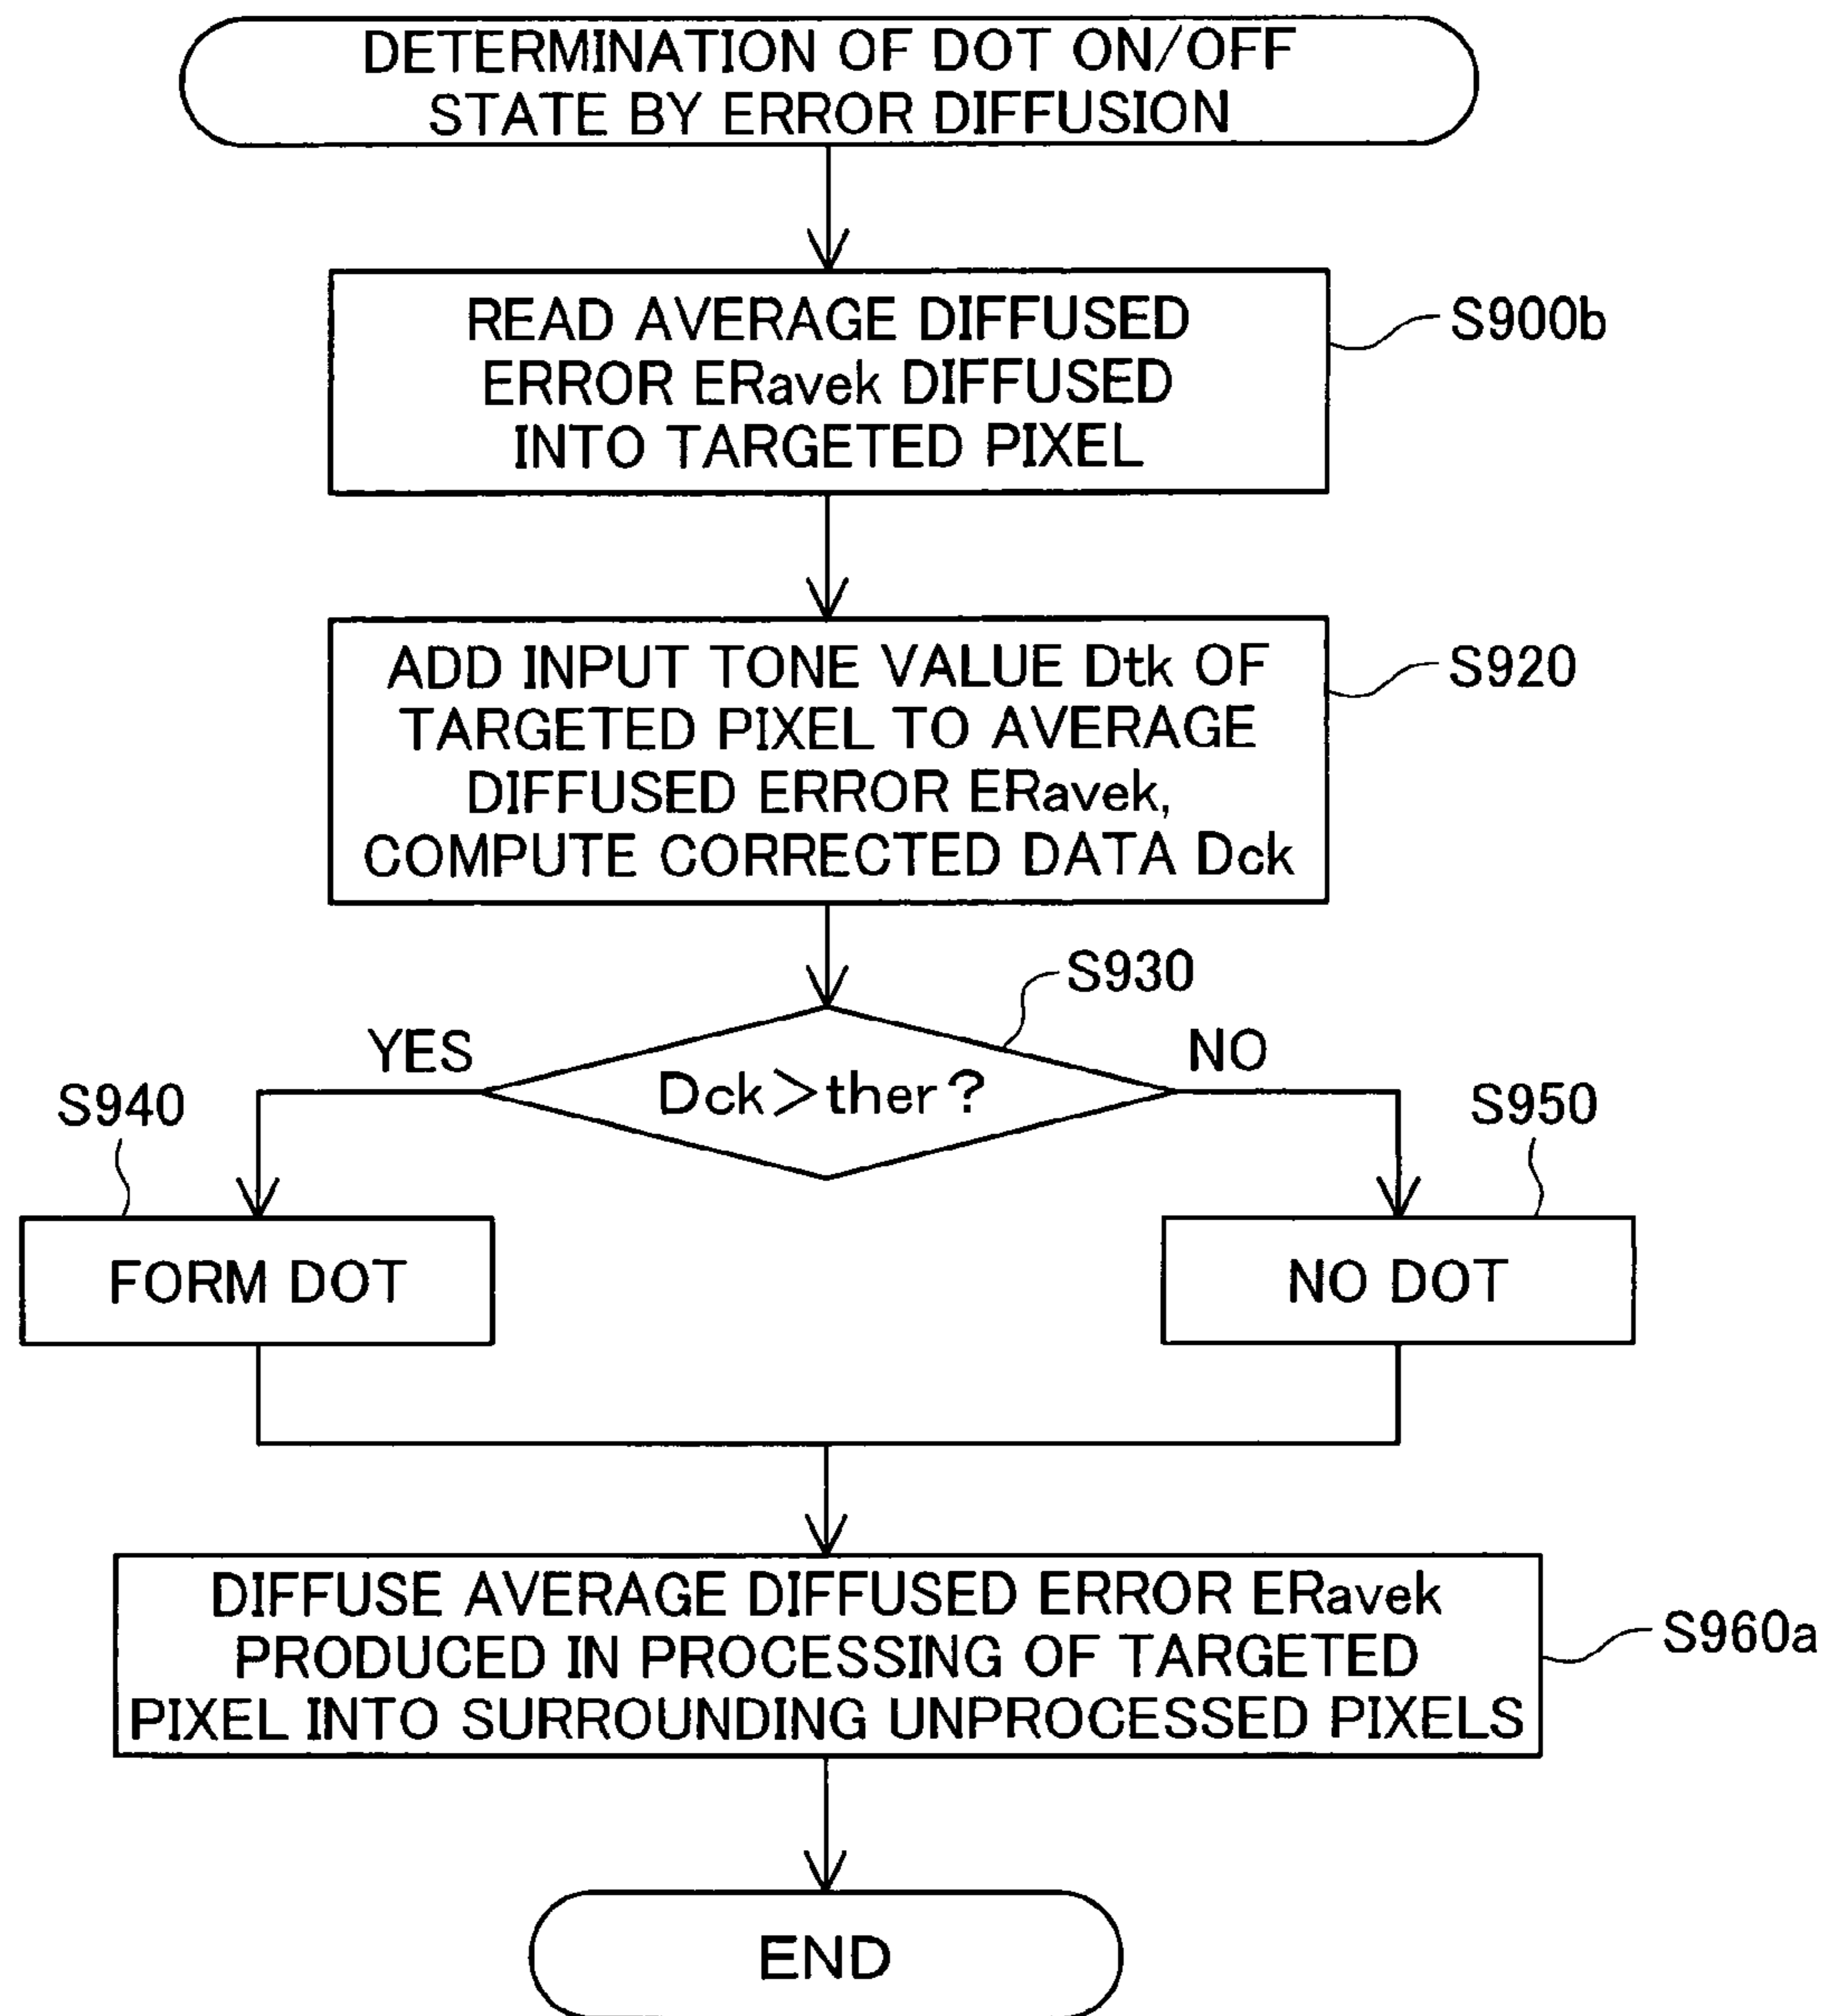 DETERMINATION OF DOT ON/OFF
STATE BY ERROR DIFFUSION
READ AVERAGE DIFFUSED
ERROR ERavek DIFFUSED
INTO TARGETED PIXEL
S900b
ADD INPUT TONE VALUE Dtk OF
TARGETED PIXEL TO AVERAGE
DIFFUSED ERROR ERavek,
COMPUTE CORRECTED DATA Dck
S920
S930
YES
NO
Dck>ther?
S940
S950
FORM DOT
NO DOT
DIFFUSE AVERAGE DIFFUSED ERROR ERavek
PRODUCED IN PROCESSING OF TARGETED
PIXEL INTO SURROUNDING UNPROCESSED PIXELS
S960a
END